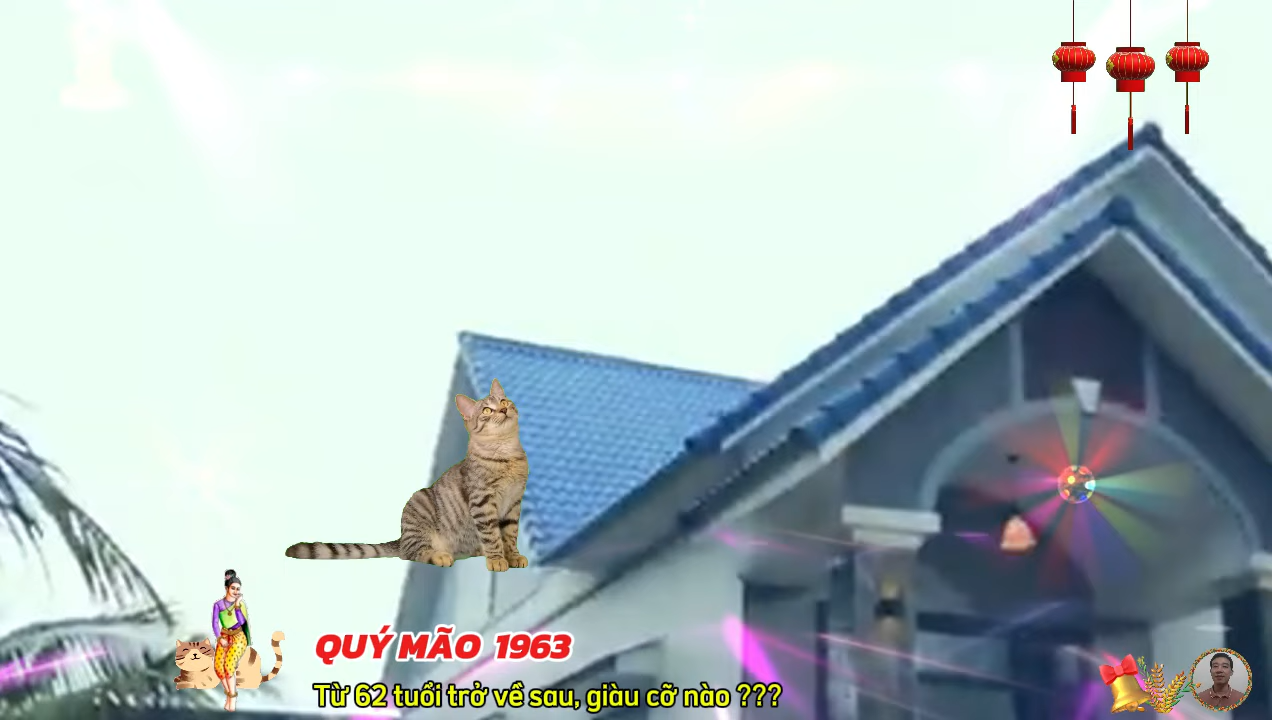 QUÝ MÃO 1963
Từ 62 tuổi trở về sau, giàu cỡ nào ???